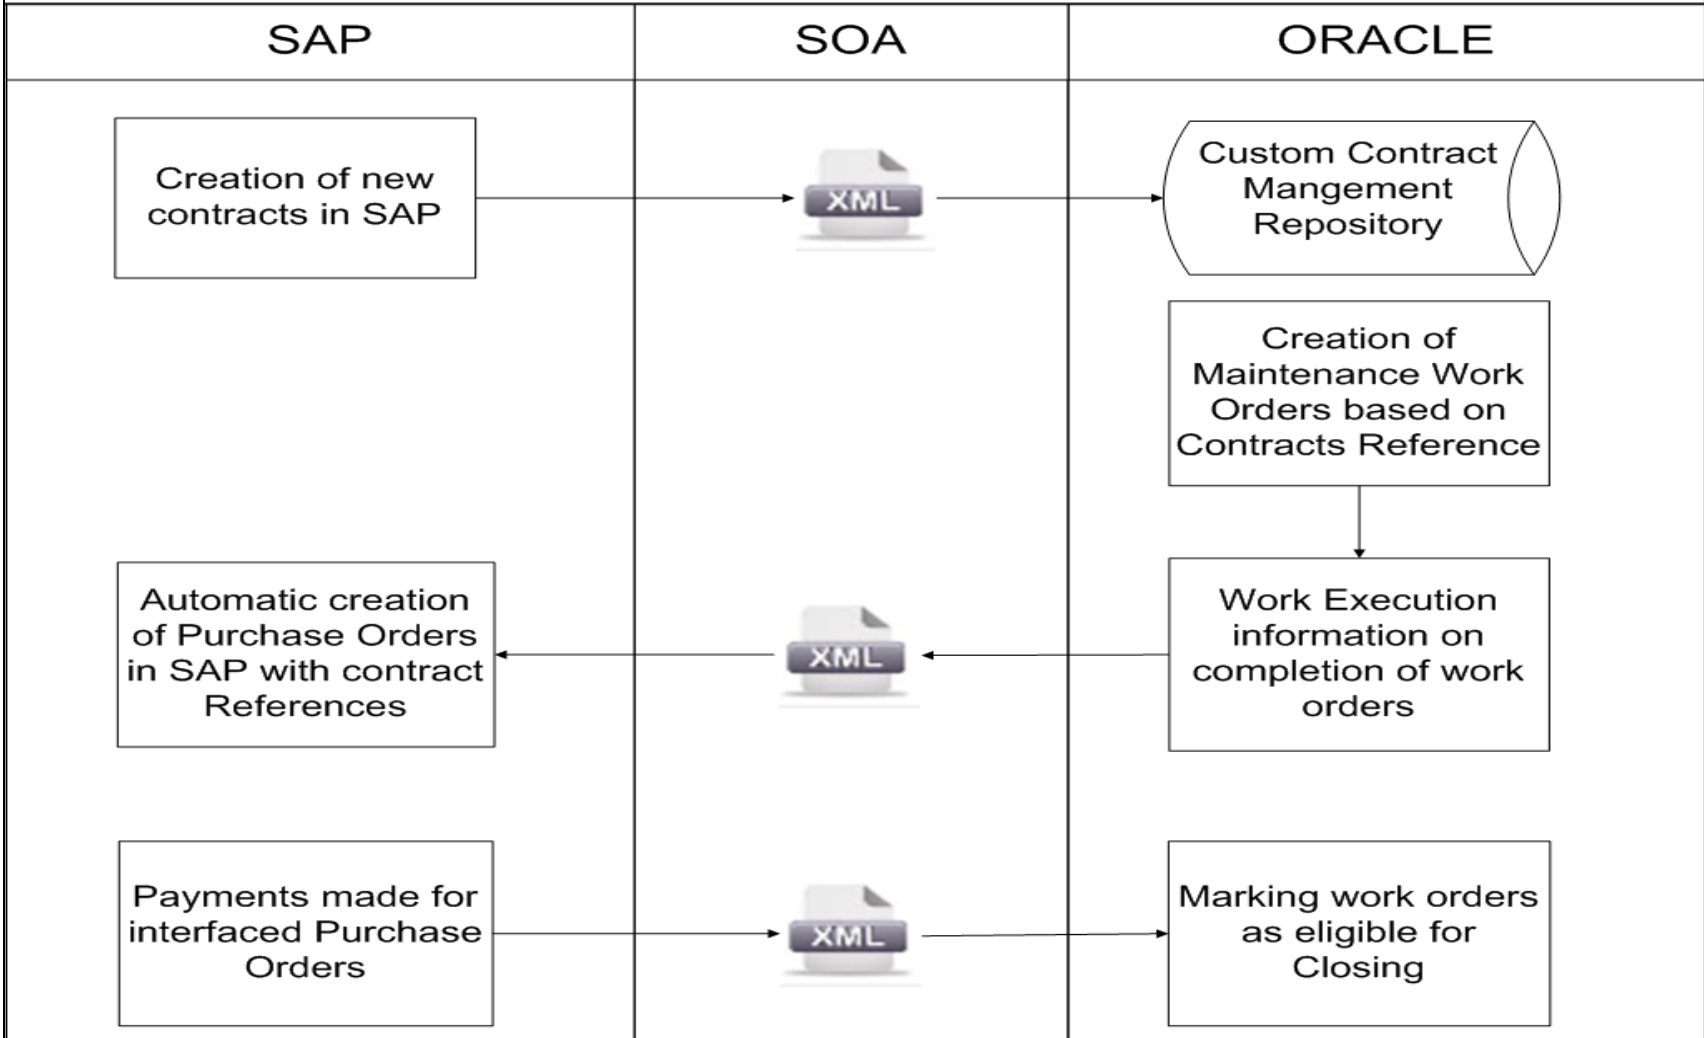 SAP
SOA
ORACLE
Creation of new
contracts in SAP
XML
Custom Contract
Mangement
Repository
Creation of
Maintenance Work
Orders based on
Contracts Reference
Automatic creation
of Purchase Orders
in SAP with contract
References
XML
Work Execution
information on
completion of work
orders
Payments made for
interfaced Purchase
Orders
XML
Marking work orders
as eligible for
Closing